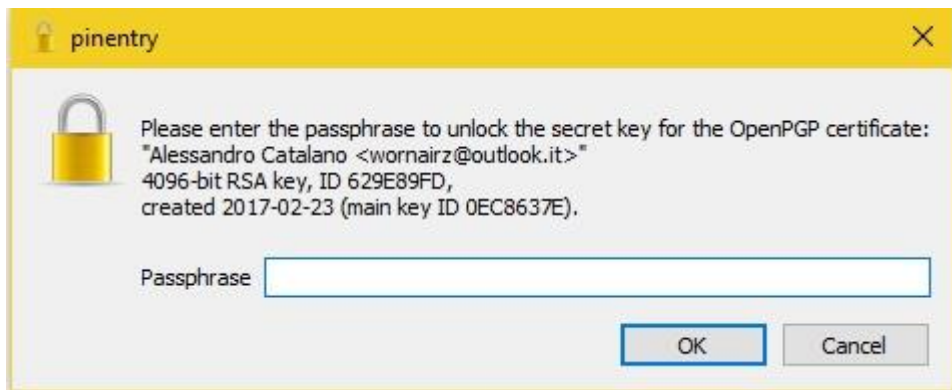 pinentry
Please enter the passphrase to unlock the secret key for the OpenPGP certificate:
"Alessandro Catalano <wornairz@outlook.it>"
4096-bit RSA key, ID 629E89FD,
created 2017-02-23 (main key ID 0EC8637E).
Passphrase
OK Cancel